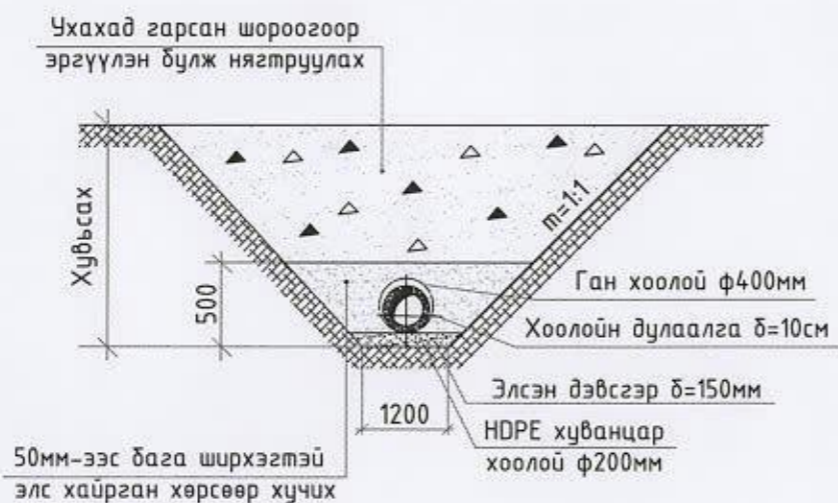 Ухахад гарсан шороогоор
эргүүлэн булж нягтруулах
Хувьсах
m=1:1
500
Ган хоолой ф400мм
Хоолойн дулаалга δ=10см
Элсэн дэвсгэр δ=150мм
1200
HDPE хуванцар
хоолой ф200мм
50мм-ээс бага ширхэгтэй
элс хайрган хөрсөөр хучих